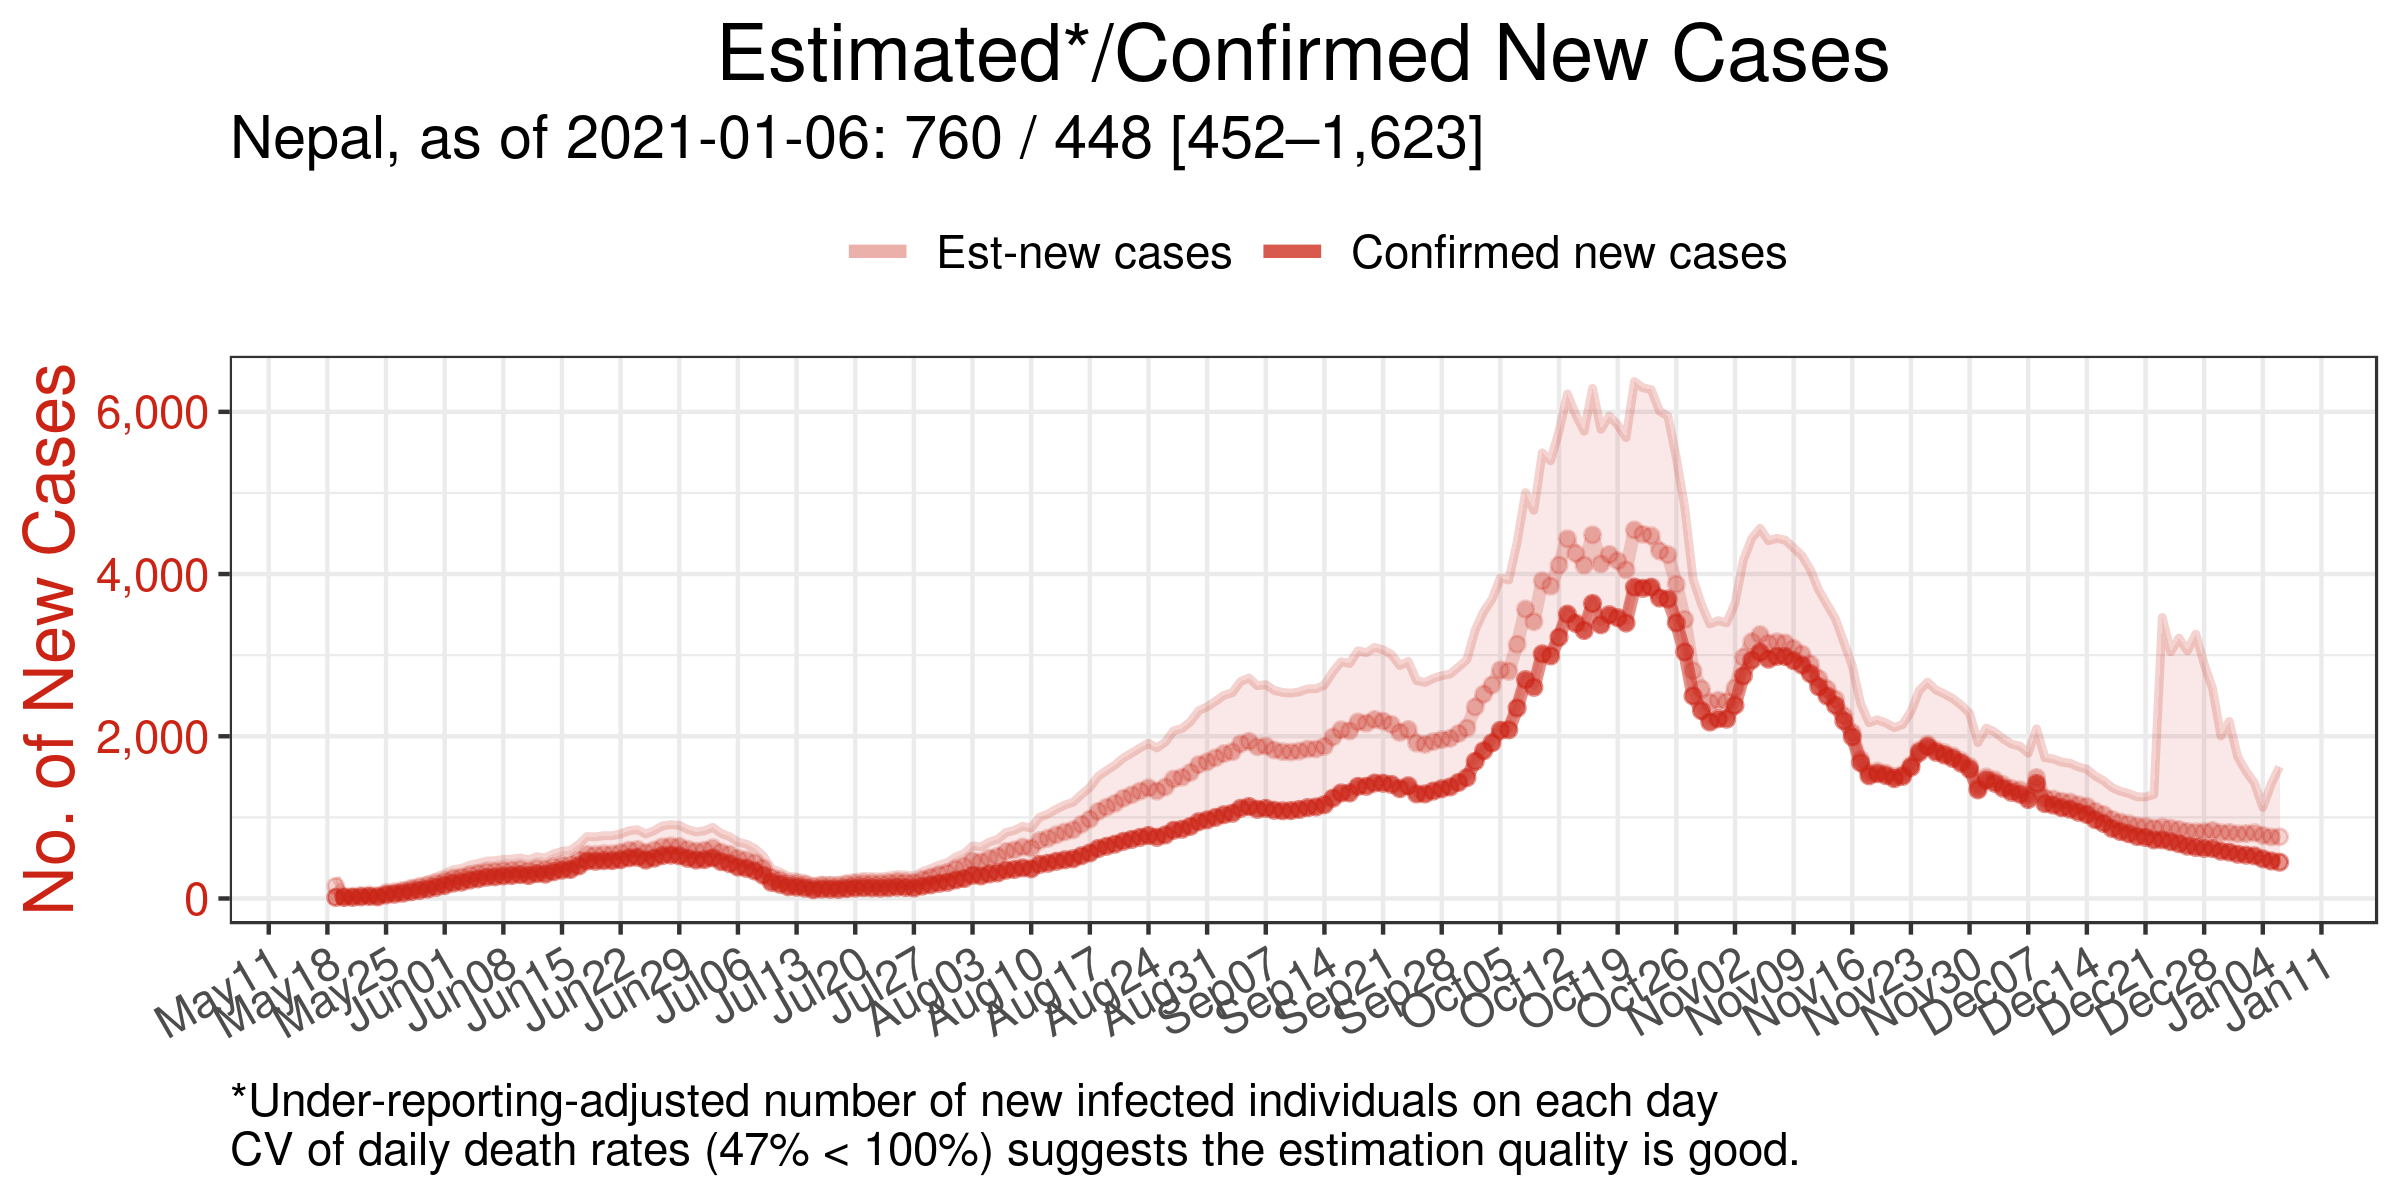 Estimated*/Confirmed New Cases
Nepal, as of 2021-01-06: 760 / 448 [452–1,623]
Est-new cases
Confirmed new cases
No. of New Cases
6,000
4,000
2,000
0
May11
May18
May25
Jun01
Jun08
Jun15
Jun22
Jun29
Jul06
Jul13
Jul20
Jul27
Aug03
Aug10
Aug17
Aug24
Aug31
Sep07
Sep14
Sep21
Sep28
Oct05
Oct12
Oct19
Oct26
Nov02
Nov09
Nov16
Nov23
Nov30
Dec07
Dec14
Dec21
Dec28
Jan04
Jan11
*Under-reporting-adjusted number of new infected individuals on each day
CV of daily death rates (47% < 100%) suggests the estimation quality is good.